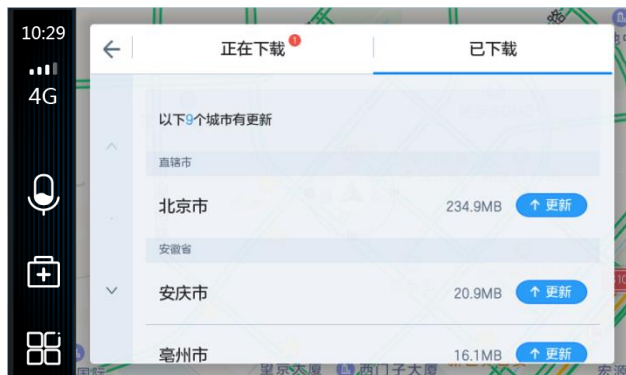 10:29
4G
正在下载 1
已下载
以下9个城市有更新
直辖市
北京市 234.9MB 更新
安徽省
安庆市 20.9MB 更新
亳州市 16.1MB 更新
望京大厦 西门子大厦